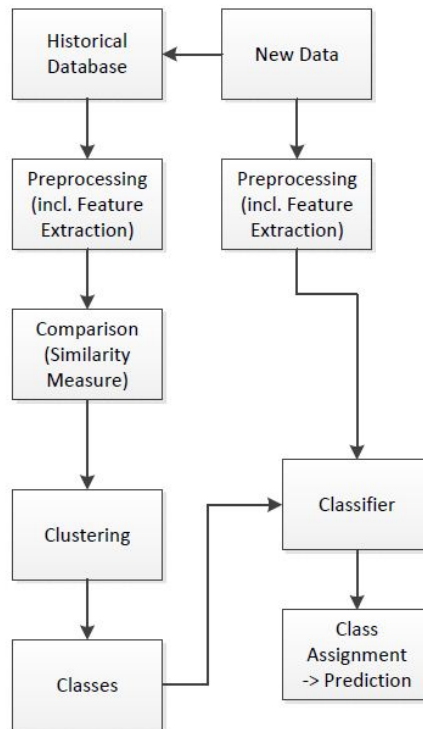 Historical
Database
New Data
Preprocessing
(incl. Feature
Extraction)
Preprocessing
(incl. Feature
Extraction)
Comparison
(Similarity
Measure)
Clustering
Classifier
Classes
Class
Assignment
-> Prediction